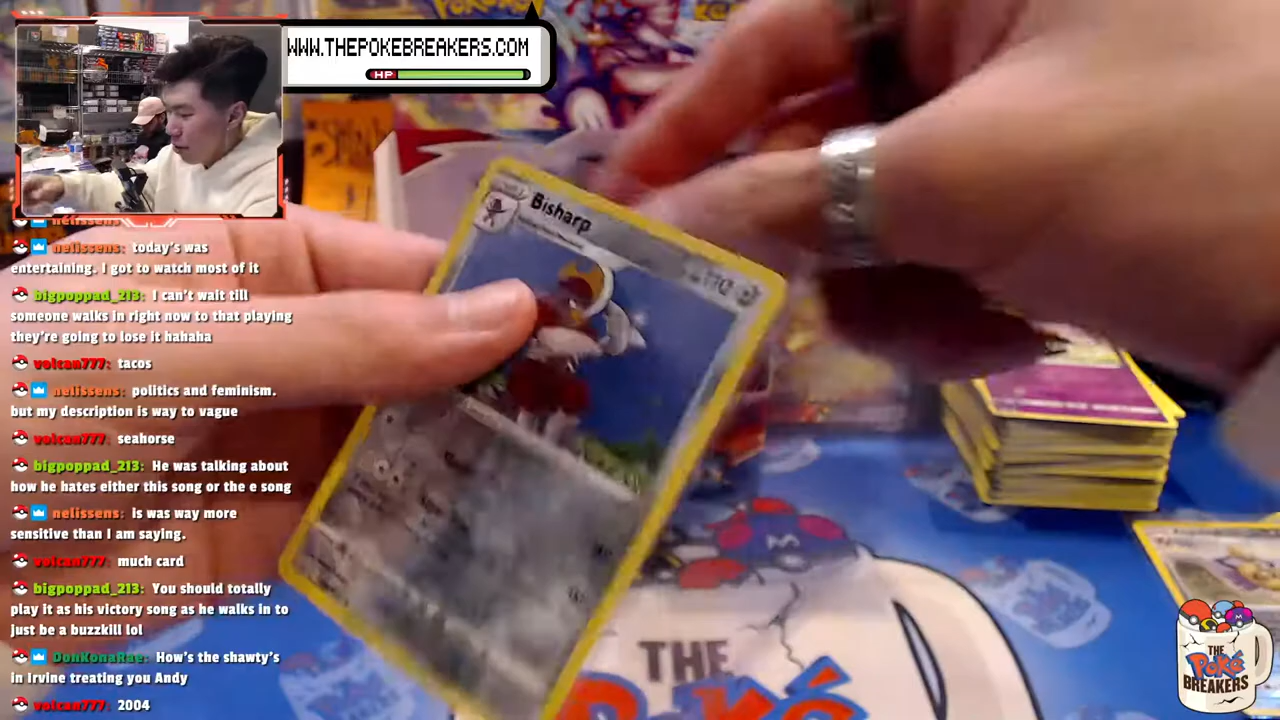 WWW.THEPOKEBREAKERS.COM
HP
nelissens:
nelissens: today's was
entertaining. I got to watch most of it
bigpoppad_213: I can't wait till
someone walks in right now to that playing
they're going to lose it hahaha
volcan777: tacos
nelissens: politics and feminism.
but my description is way to vague
volcan777: seahorse
bigpoppad_213: He was talking about
how he hates either this song or the e song
nelissens: is was way more
sensitive than I am saying.
volcan777: much card
bigpoppad_213: You should totally
play it as his victory song as he walks in to
just be a buzzkill lol
DonKonaRae: How's the shawty's
in Irvine treating you Andy
volcan777: 2004
Bisharp
THE
Poké
THE
Poké
BREAKERS